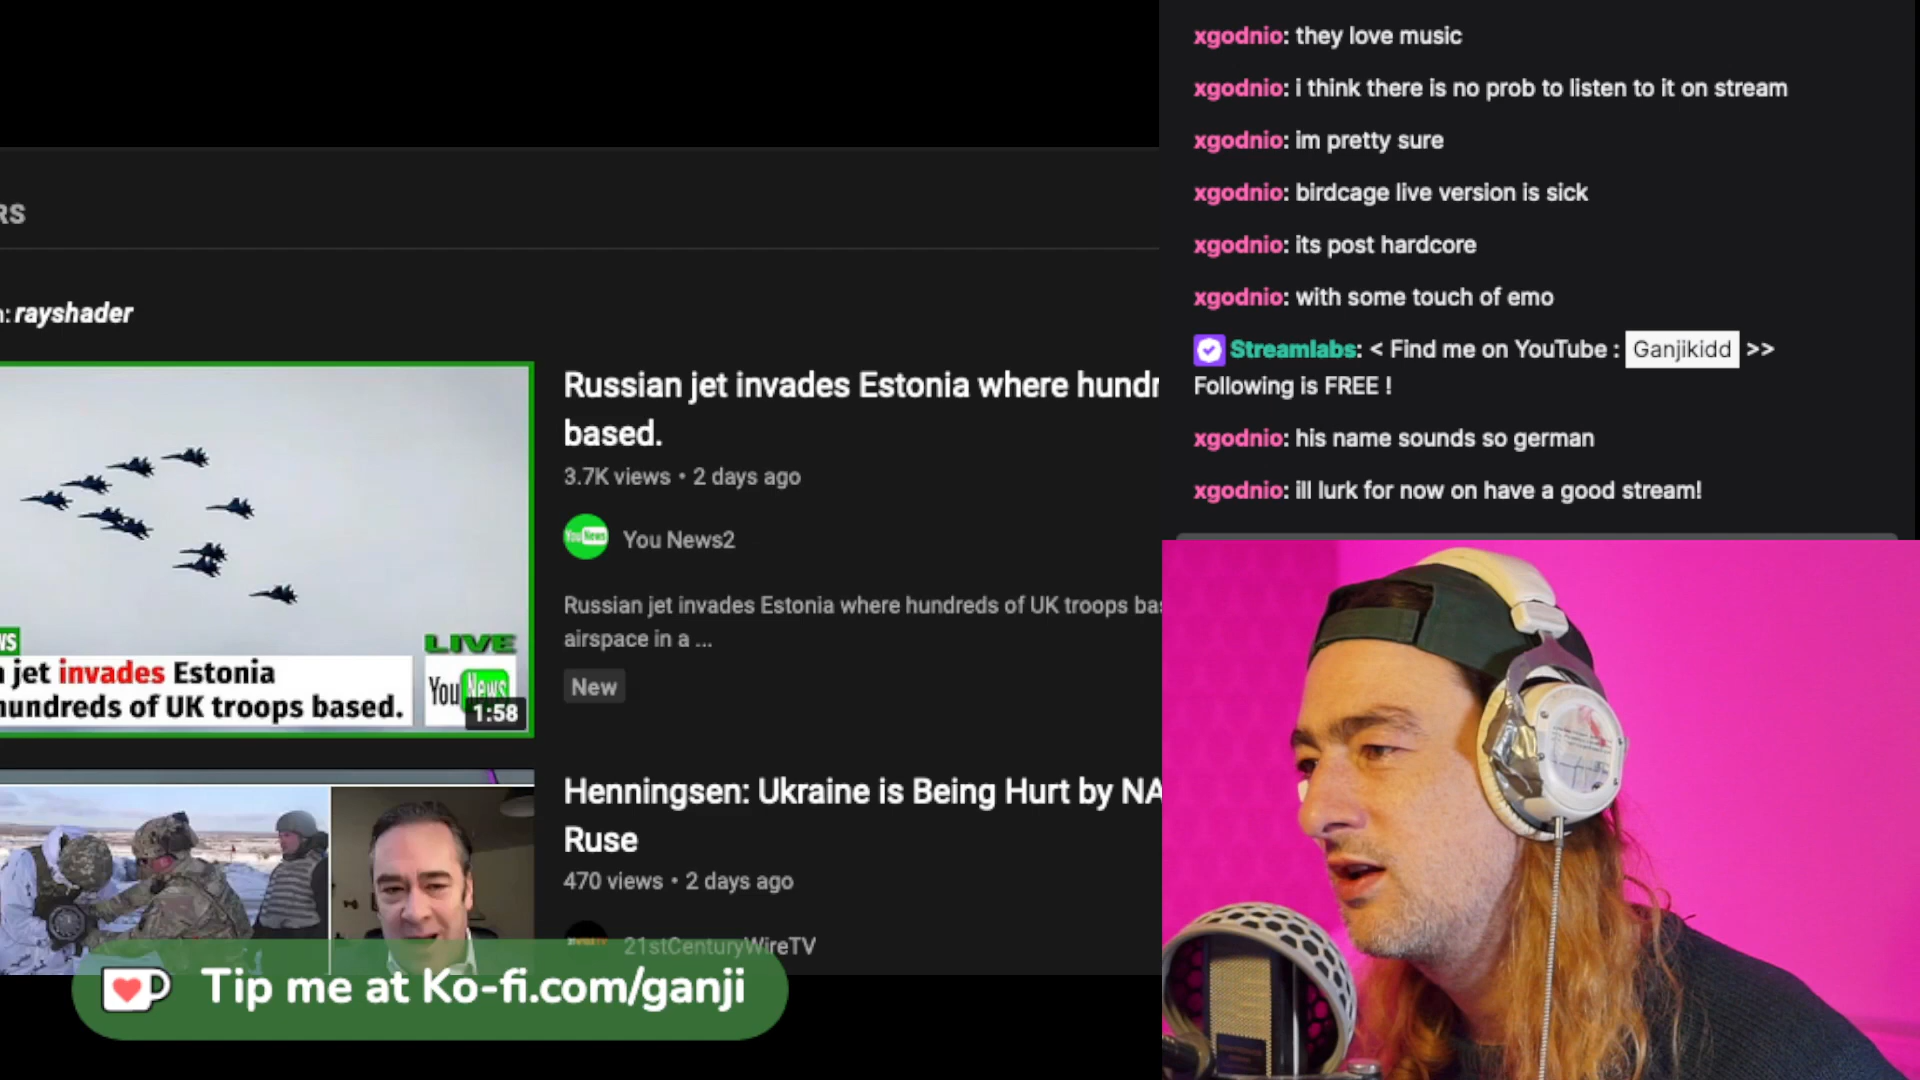 RS
: rayshader
Russian jet invades Estonia where hundr
based.
3.7K views • 2 days ago
You News
You News2
Russian jet invades Estonia where hundreds of UK troops bas
airspace in a ...
New
WS
LIVE
jet invades Estonia
hundreds of UK troops based.
You News
1:58
Henningsen: Ukraine is Being Hurt by NA
Ruse
470 views • 2 days ago
21stCenturyWireTV
Tip me at Ko-fi.com/ganji
xgodnio: they love music
xgodnio: i think there is no prob to listen to it on stream
xgodnio: im pretty sure
xgodnio: birdcage live version is sick
xgodnio: its post hardcore
xgodnio: with some touch of emo
Streamlabs: < Find me on YouTube : Ganjikidd >>
Following is FREE !
xgodnio: his name sounds so german
xgodnio: ill lurk for now on have a good stream!